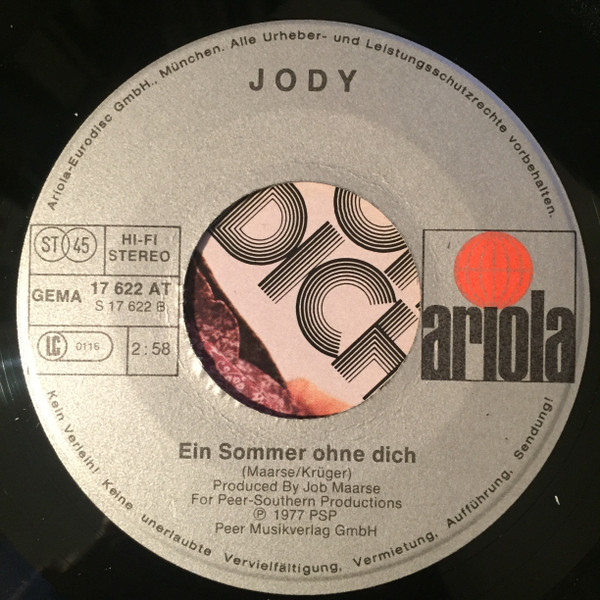 Ariola-Eurodisc GmbH., München. Alle Urheber- und Leistungsschutzrechte vorbehalten.
JODY
ST 45
HI-FI
STEREO
GEMA
17 622 AT
S 17 622 B
LC 0116
2:58
DICH
ariola
Ein Sommer ohne dich
(Maarse/Krüger)
Produced By Job Maarse
For Peer-Southern Productions
℗ 1977 PSP
Peer Musikverlag GmbH
Kein Verleih! Keine unerlaubte Vervielfältigung, Vermietung, Aufführung, Sendung!